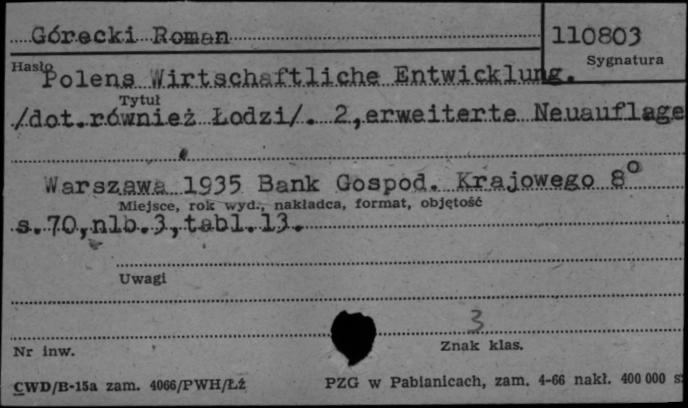 Górecki Roman
110803
Hasło
Sygnatura
Polens Wirtschaftliche Entwicklung.
Tytuł
/dot.również Łodzi/. 2,erweiterte Neuauflage
Warszawa 1935 Bank Gospod. Krajowego 8°
Miejsce, rok wyd., nakładca, format, objętość
s.70,nlb.3,tabl.13.
Uwagi
3
Nr inw.
Znak klas.
CWD/B-15a zam. 4066/PWH/Łź
PZG w Pabianicach, zam. 4-66 nakł. 400 000 s